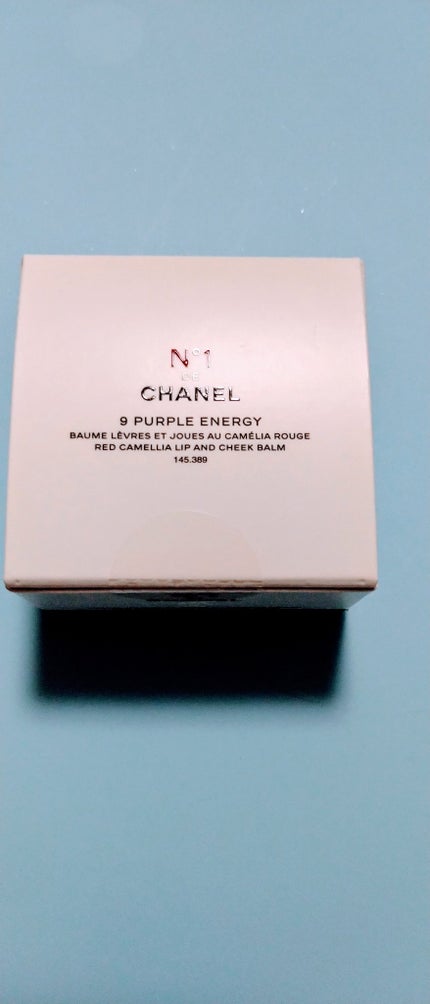 N°1
DE
CHANEL
9 PURPLE ENERGY
BAUME LÈVRES ET JOUES AU CAMÉLIA ROUGE
RED CAMELLIA LIP AND CHEEK BALM
145.389